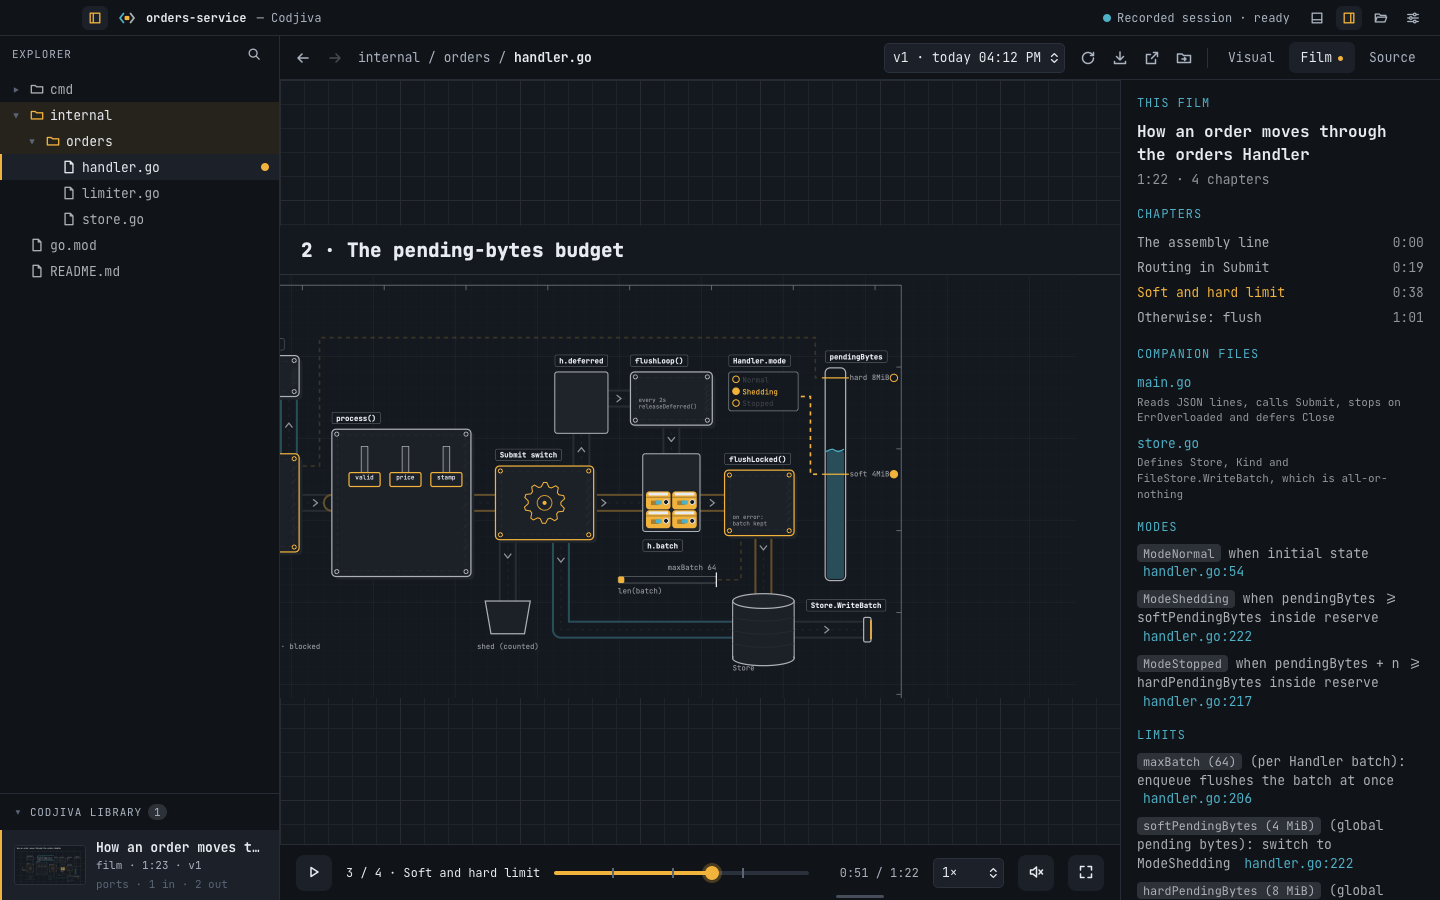 orders-service — Codjiva
Recorded session · ready
EXPLORER
cmd
internal
orders
handler.go
limiter.go
store.go
go.mod
README.md
CODJIVA LIBRARY 1
How an order moves t…
film · 1:23 · v1
ports · 1 in · 2 out
internal / orders / handler.go
v1 · today 04:12 PM
Visual
Film
Source
2 · The pending-bytes budget
h.deferred
flushLoop()
every 2s
releaseDeferred()
Handler.mode
Normal
Shedding
Stopped
pendingBytes
hard 8MiB
soft 4MiB
process()
valid
price
stamp
Submit switch
flushLocked()
on error:
batch kept
h.batch
maxBatch 64
len(batch)
Store.WriteBatch
Store
shed (counted)
· blocked
3 / 4 · Soft and hard limit
0:51 / 1:22
1×
THIS FILM
How an order moves through
the orders Handler
1:22 · 4 chapters
CHAPTERS
The assembly line 0:00
Routing in Submit 0:19
Soft and hard limit 0:38
Otherwise: flush 1:01
COMPANION FILES
main.go
Reads JSON lines, calls Submit, stops on
ErrOverloaded and defers Close
store.go
Defines Store, Kind and
FileStore.WriteBatch, which is all-or-
nothing
MODES
ModeNormal when initial state
handler.go:54
ModeShedding when pendingBytes ⩾
softPendingBytes inside reserve
handler.go:222
ModeStopped when pendingBytes + n ⩾
hardPendingBytes inside reserve
handler.go:217
LIMITS
maxBatch (64) (per Handler batch):
enqueue flushes the batch at once
handler.go:206
softPendingBytes (4 MiB) (global
pending bytes): switch to
ModeShedding handler.go:222
hardPendingBytes (8 MiB) (global